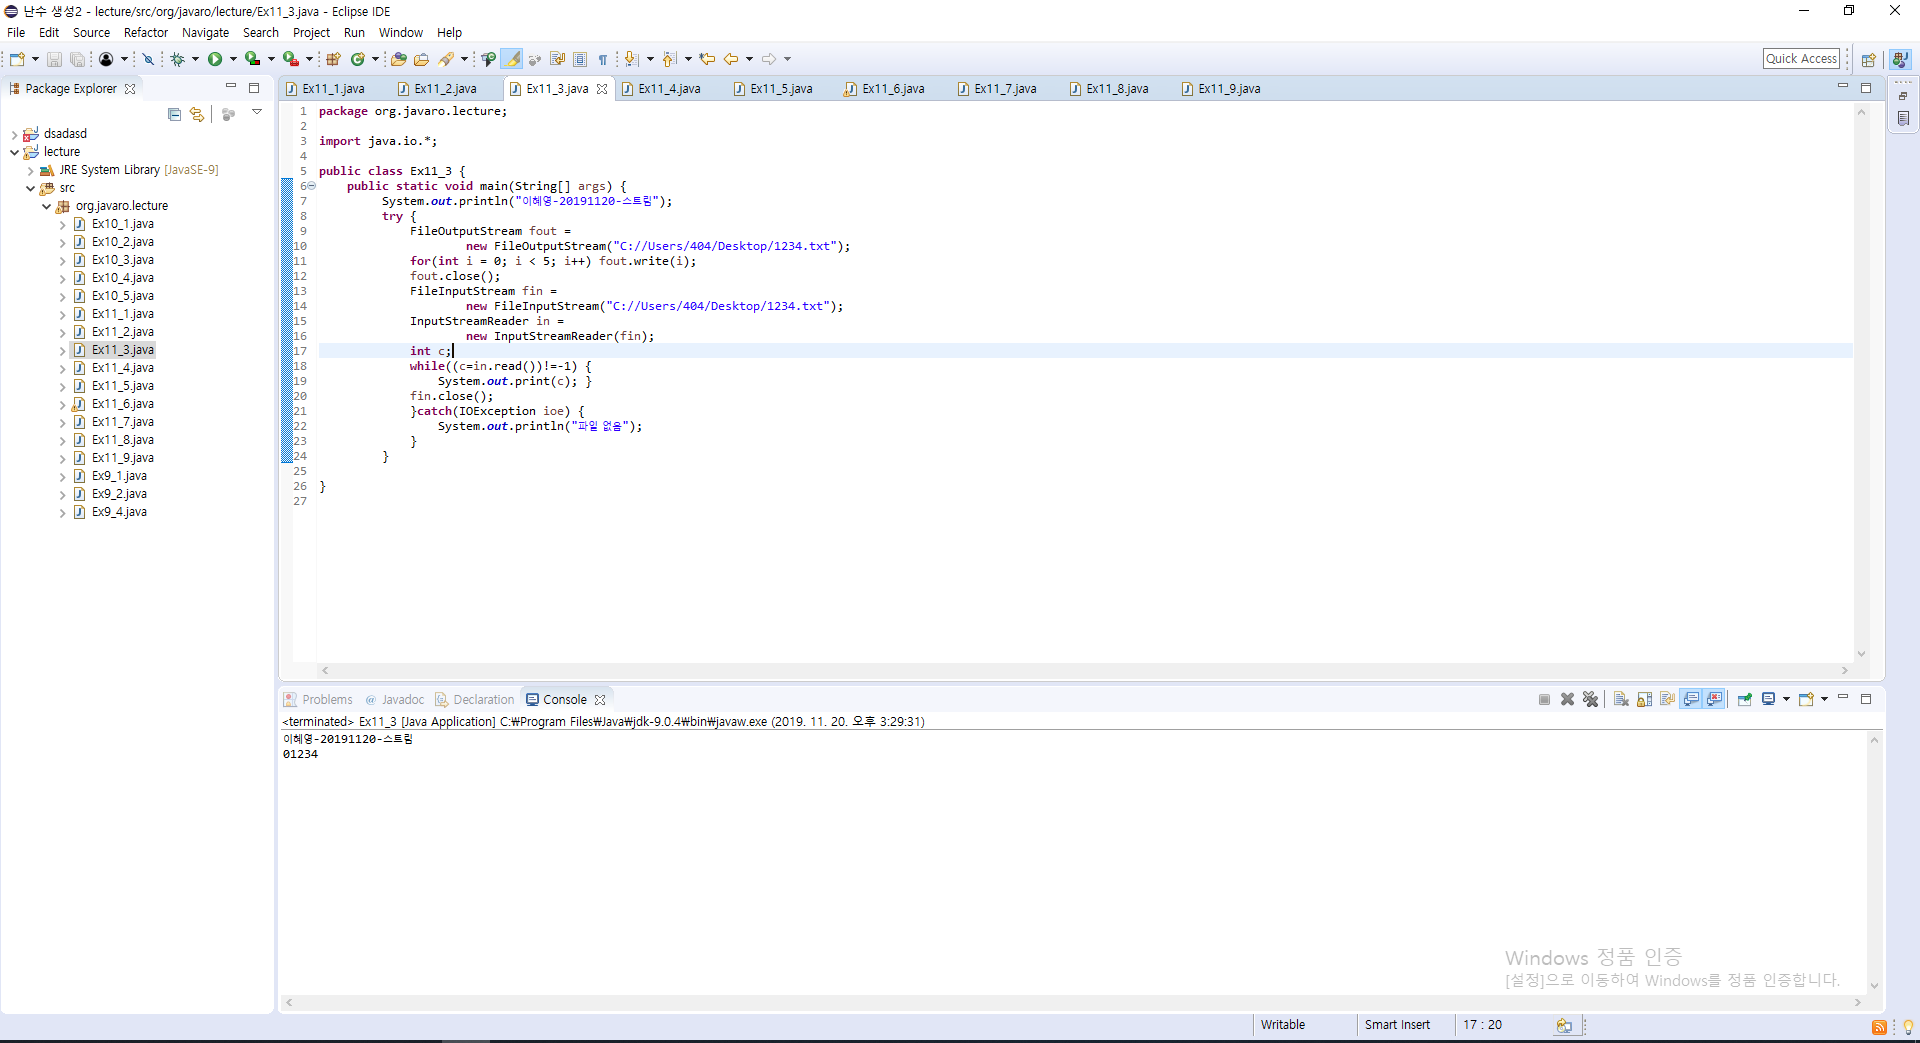 난수 생성2 - lecture/src/org/javaro/lecture/Ex11_3.java - Eclipse IDE
File Edit Source Refactor Navigate Search Project Run Window Help
Quick Access
Package Explorer
dsadasd
lecture
JRE System Library [JavaSE-9]
src
org.javaro.lecture
Ex10_1.java
Ex10_2.java
Ex10_3.java
Ex10_4.java
Ex10_5.java
Ex11_1.java
Ex11_2.java
Ex11_3.java
Ex11_4.java
Ex11_5.java
Ex11_6.java
Ex11_7.java
Ex11_8.java
Ex11_9.java
Ex9_1.java
Ex9_2.java
Ex9_4.java
Ex11_1.java Ex11_2.java Ex11_3.java Ex11_4.java Ex11_5.java Ex11_6.java Ex11_7.java Ex11_8.java Ex11_9.java
1 package org.javaro.lecture;
2
3 import java.io.*;
4
5 public class Ex11_3 {
6 public static void main(String[] args) {
7 System.out.println("이혜영-20191120-스트림");
8 try {
9 FileOutputStream fout =
10 new FileOutputStream("C://Users/404/Desktop/1234.txt");
11 for(int i = 0; i < 5; i++) fout.write(i);
12 fout.close();
13 FileInputStream fin =
14 new FileInputStream("C://Users/404/Desktop/1234.txt");
15 InputStreamReader in =
16 new InputStreamReader(fin);
17 int c;
18 while((c=in.read())!=-1) {
19 System.out.print(c); }
20 fin.close();
21 }catch(IOException ioe) {
22 System.out.println("파일 없음");
23 }
24 }
25
26 }
27
Problems @ Javadoc Declaration Console
<terminated> Ex11_3 [Java Application] C:₩Program Files₩Java₩jdk-9.0.4₩bin₩javaw.exe (2019. 11. 20. 오후 3:29:31)
이혜영-20191120-스트림
01234
Windows 정품 인증
[설정]으로 이동하여 Windows를 정품 인증합니다.
Writable Smart Insert 17 : 20